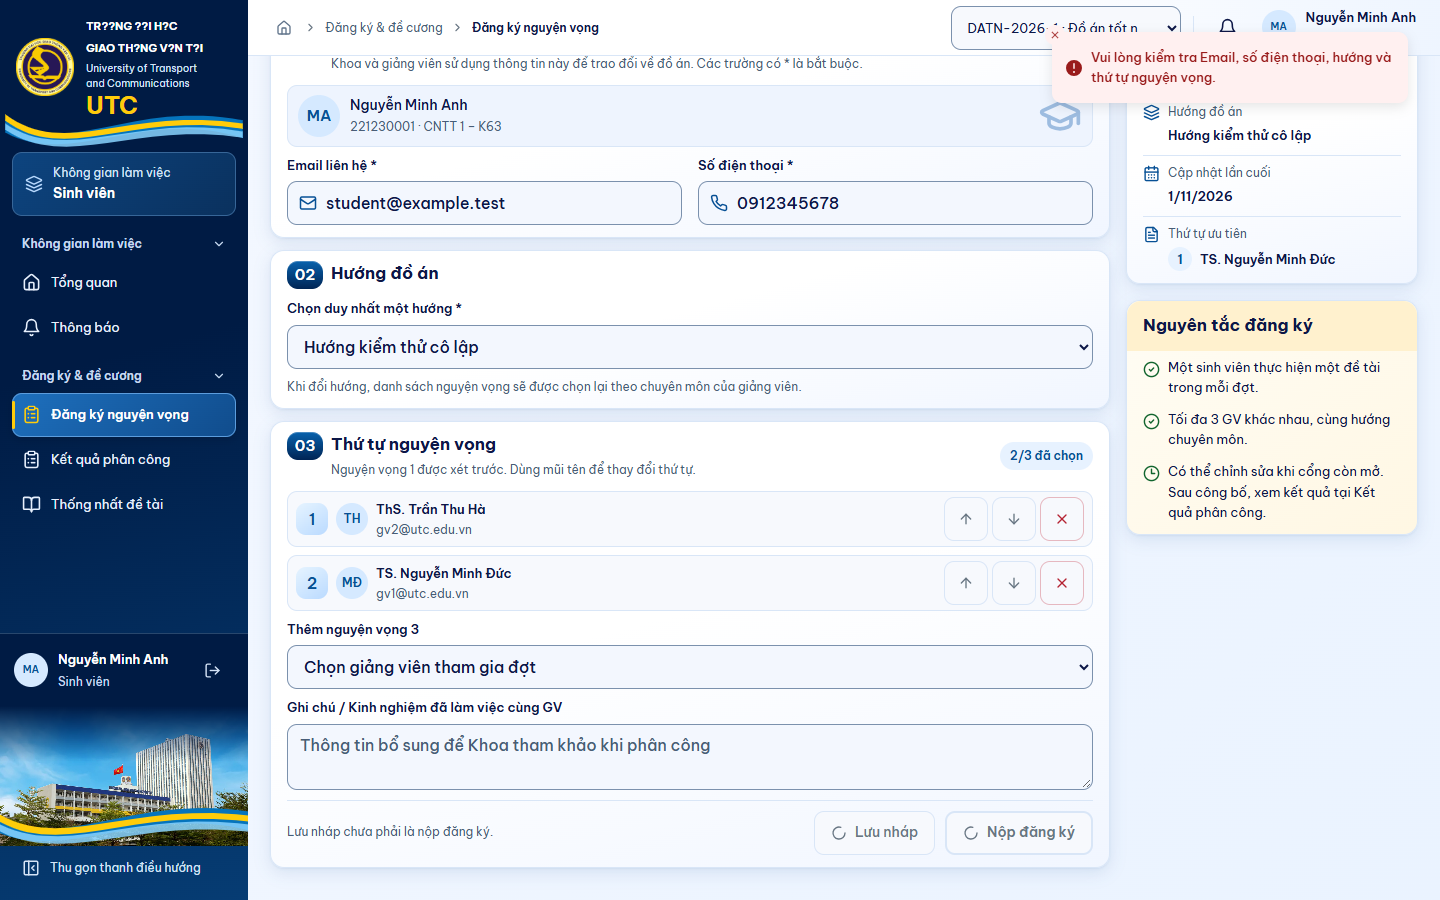 TR??NG ??I H?C
GIAO TH?NG V?N T?I
University of Transport
and Communications
UTC
Không gian làm việc
Sinh viên
Không gian làm việc
Tổng quan
Thông báo
Đăng ký & đề cương
Đăng ký nguyện vọng
Kết quả phân công
Thống nhất đề tài
MA
Nguyễn Minh Anh
Sinh viên
Thu gọn thanh điều hướng
Đăng ký & đề cương
Đăng ký nguyện vọng
DATN-2026-1 · Đồ án tốt n
MA
Nguyễn Minh Anh
Vui lòng kiểm tra Email, số điện thoại, hướng và
thứ tự nguyện vọng.
Khoa và giảng viên sử dụng thông tin này để trao đổi về đồ án. Các trường có * là bắt buộc.
MA
Nguyễn Minh Anh
221230001 · CNTT 1 – K63
Email liên hệ *
Số điện thoại *
student@example.test
0912345678
02
Hướng đồ án
Chọn duy nhất một hướng *
Hướng kiểm thử cô lập
Khi đổi hướng, danh sách nguyện vọng sẽ được chọn lại theo chuyên môn của giảng viên.
03
Thứ tự nguyện vọng
Nguyện vọng 1 được xét trước. Dùng mũi tên để thay đổi thứ tự.
2/3 đã chọn
1
TH
ThS. Trần Thu Hà
gv2@utc.edu.vn
2
MĐ
TS. Nguyễn Minh Đức
gv1@utc.edu.vn
Thêm nguyện vọng 3
Chọn giảng viên tham gia đợt
Ghi chú / Kinh nghiệm đã làm việc cùng GV
Thông tin bổ sung để Khoa tham khảo khi phân công
Lưu nháp chưa phải là nộp đăng ký.
Lưu nháp
Nộp đăng ký
Hướng đồ án
Hướng kiểm thử cô lập
Cập nhật lần cuối
1/11/2026
Thứ tự ưu tiên
1
TS. Nguyễn Minh Đức
Nguyên tắc đăng ký
Một sinh viên thực hiện một đề tài
trong mỗi đợt.
Tối đa 3 GV khác nhau, cùng hướng
chuyên môn.
Có thể chỉnh sửa khi cổng còn mở.
Sau công bố, xem kết quả tại Kết
quả phân công.